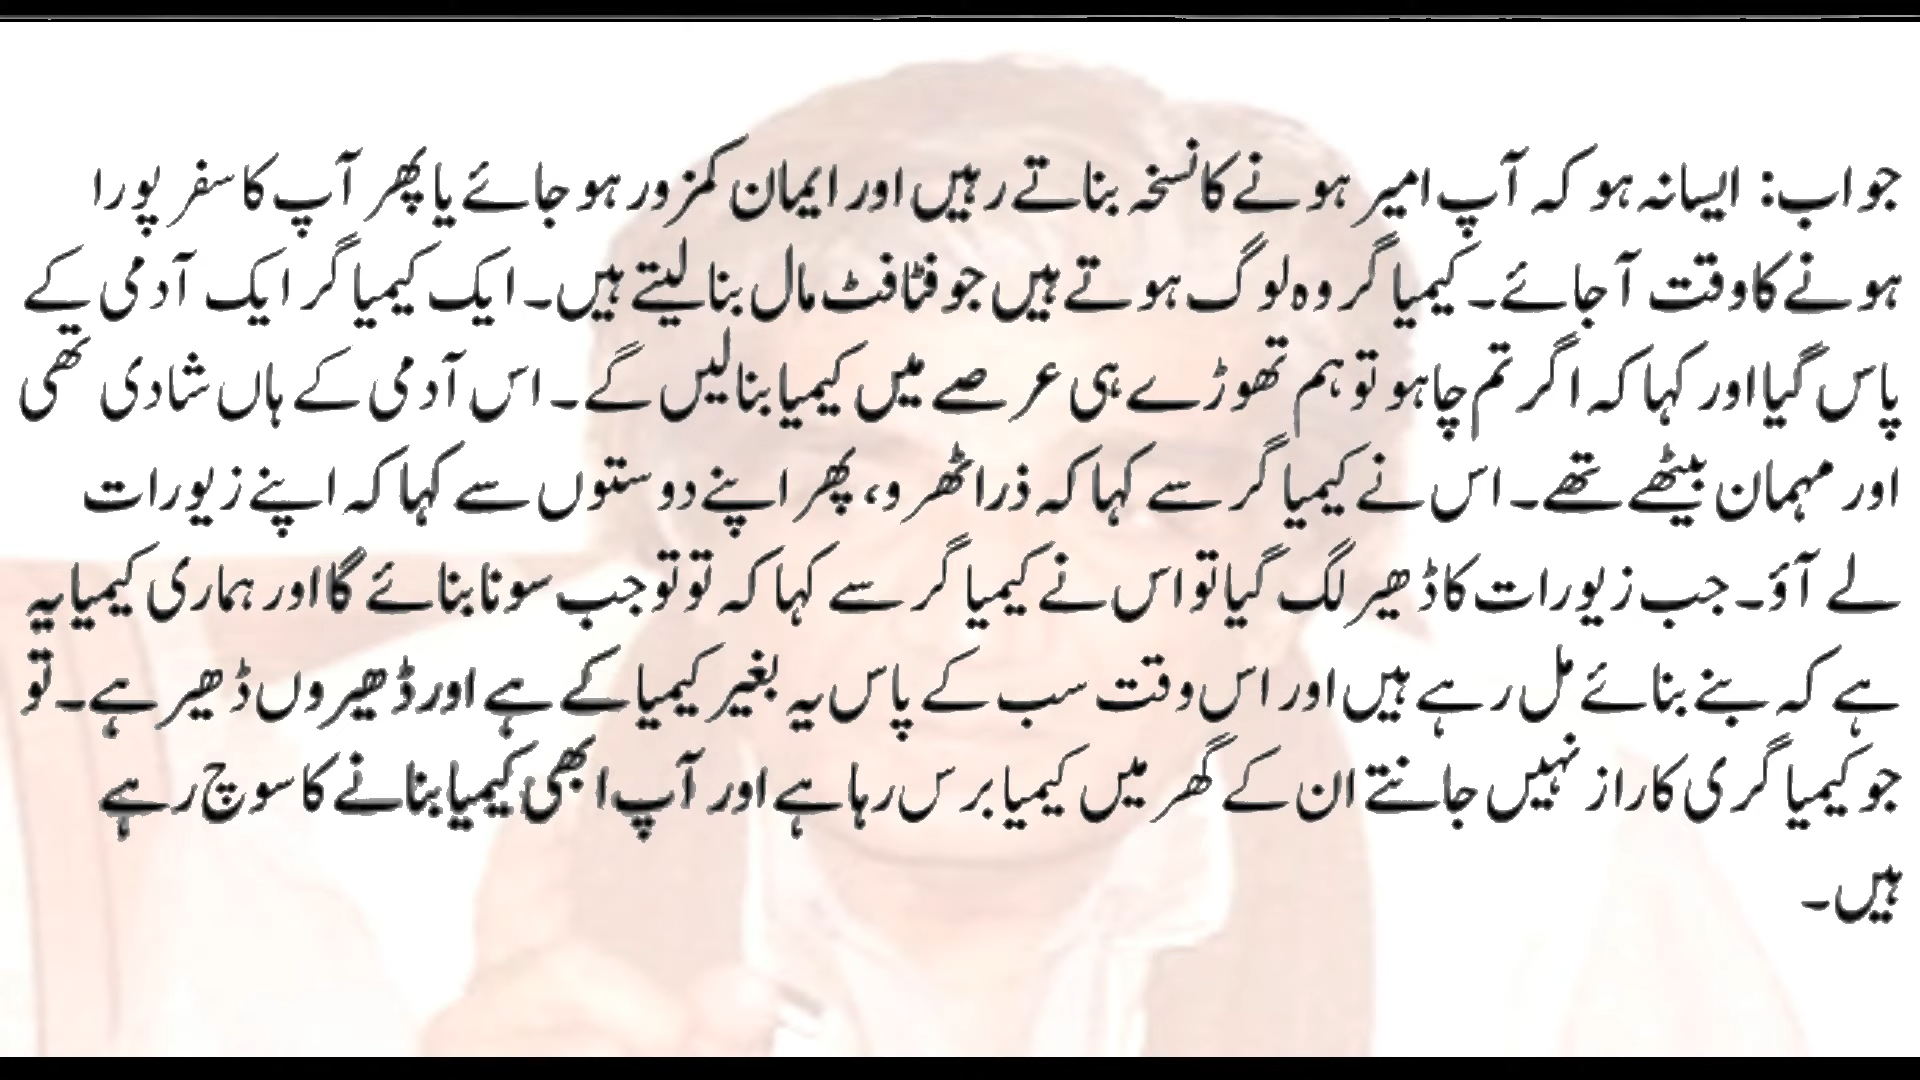 جواب: ایسا نہ ہو کہ آپ امیر ہونے کا نسخہ بناتے رہیں اور ایمان کمزور ہو جائے یا پھر آپ کا سفر پورا
ہونے کا وقت آ جائے۔ کیمیا گر وہ لوگ ہوتے ہیں جو فٹافٹ مال بنا لیتے ہیں۔ ایک کیمیا گر ایک آدمی کے
پاس گیا اور کہا کہ اگر تم چاہو تو ہم تھوڑے ہی عرصے میں کیمیا بنا لیں گے۔ اس آدمی کے ہاں شادی تھی
اور مہمان بیٹھے تھے۔ اس نے کیمیا گر سے کہا کہ ذرا ٹھہرو، پھر اپنے دوستوں سے کہا کہ اپنے زیورات
لے آؤ۔ جب زیورات کا ڈھیر لگ گیا تو اس نے کیمیا گر سے کہا کہ تو تو جب سونا بنائے گا اور ہماری کیمیا یہ
ہے کہ بنے بنائے مل رہے ہیں اور اس وقت سب کے پاس یہ بغیر کیمیا کے ہے اور ڈھیروں ڈھیر ہے۔ تو
جو کیمیا گری کا راز نہیں جانتے ان کے گھر میں کیمیا برس رہا ہے اور آپ ابھی کیمیا بنانے کا سوچ رہے
ہیں۔